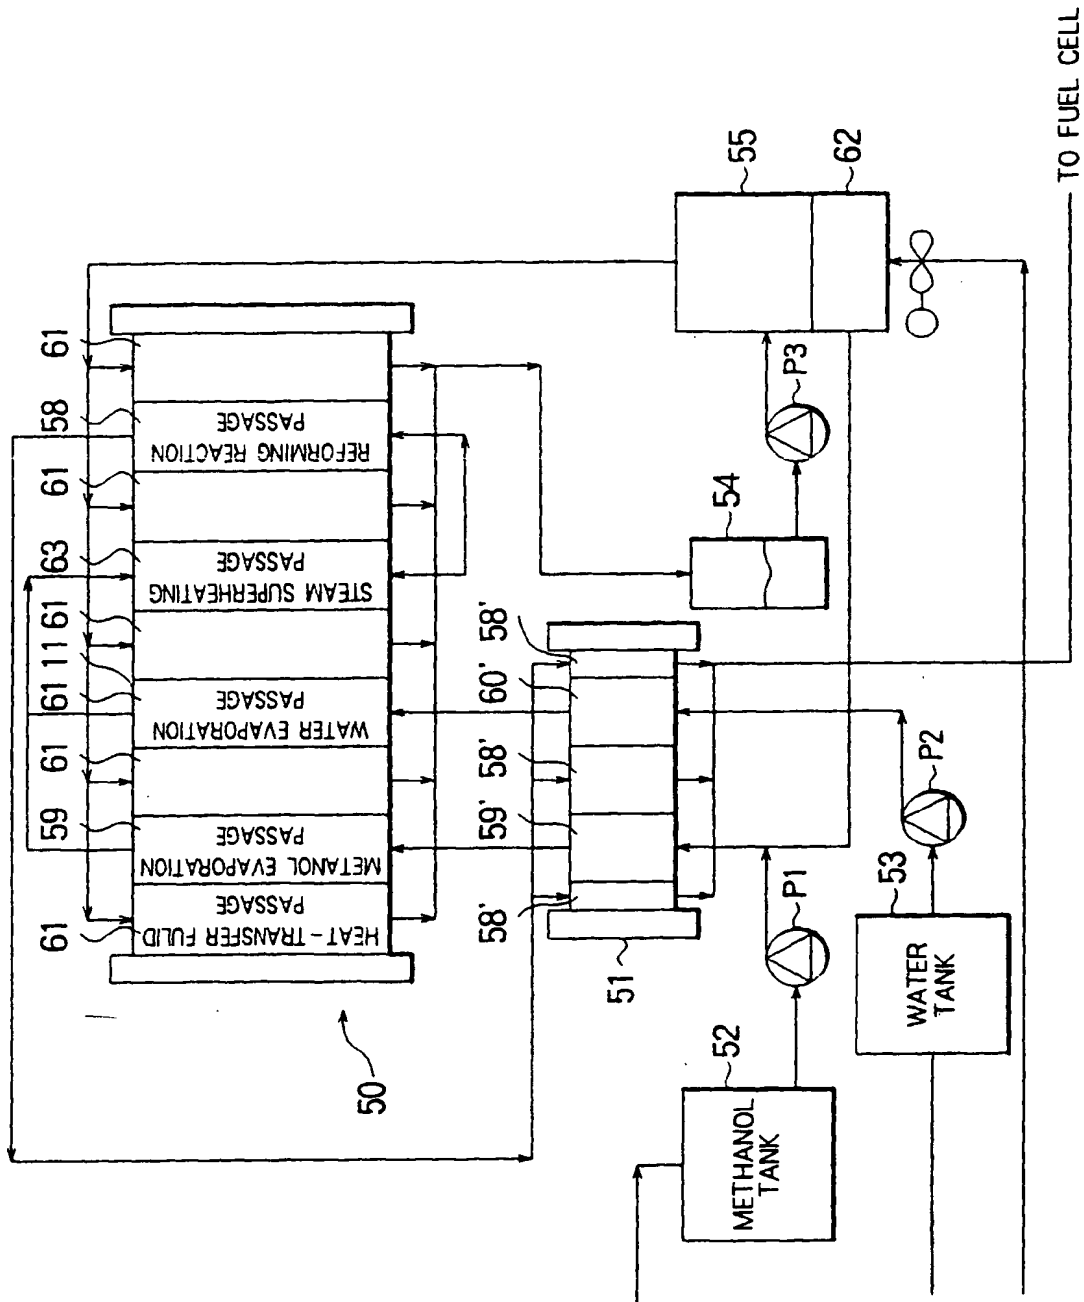 TO FUEL CELL
61
58
61
63
61
11
61
61
59
61
HEAT-TRANSFER FULID
PASSAGE
METANOL EVAPORATION
PASSAGE
WATER EVAPORATION
PASSAGE
STEAM SUPERHEATING
PASSAGE
REFORMING REACTION
PASSAGE
50
55
62
P3
54
58'
60'
58'
59'
58'
51
P1
P2
52
METHANOL
TANK
53
WATER
TANK